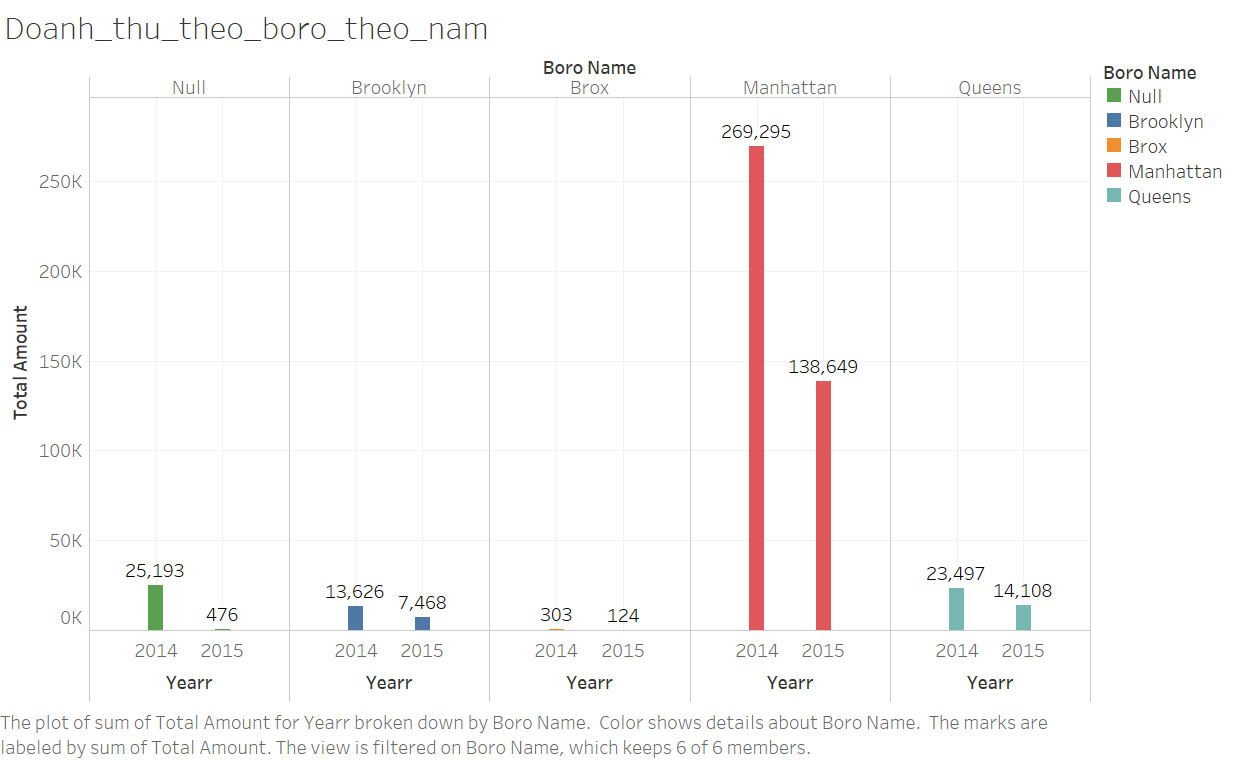 Doanh_thu_theo_boro_theo_nam
Boro Name
Null Brooklyn Brox Manhattan Queens
Boro Name
Null
Brooklyn
Brox
Manhattan
Queens
Total Amount
250K
200K
150K
100K
50K
0K
25,193 476
13,626 7,468
303 124
269,295
138,649
23,497 14,108
2014 2015 2014 2015 2014 2015 2014 2015 2014 2015
Yearr Yearr Yearr Yearr Yearr
The plot of sum of Total Amount for Yearr broken down by Boro Name.  Color shows details about Boro Name.  The marks are
labeled by sum of Total Amount. The view is filtered on Boro Name, which keeps 6 of 6 members.